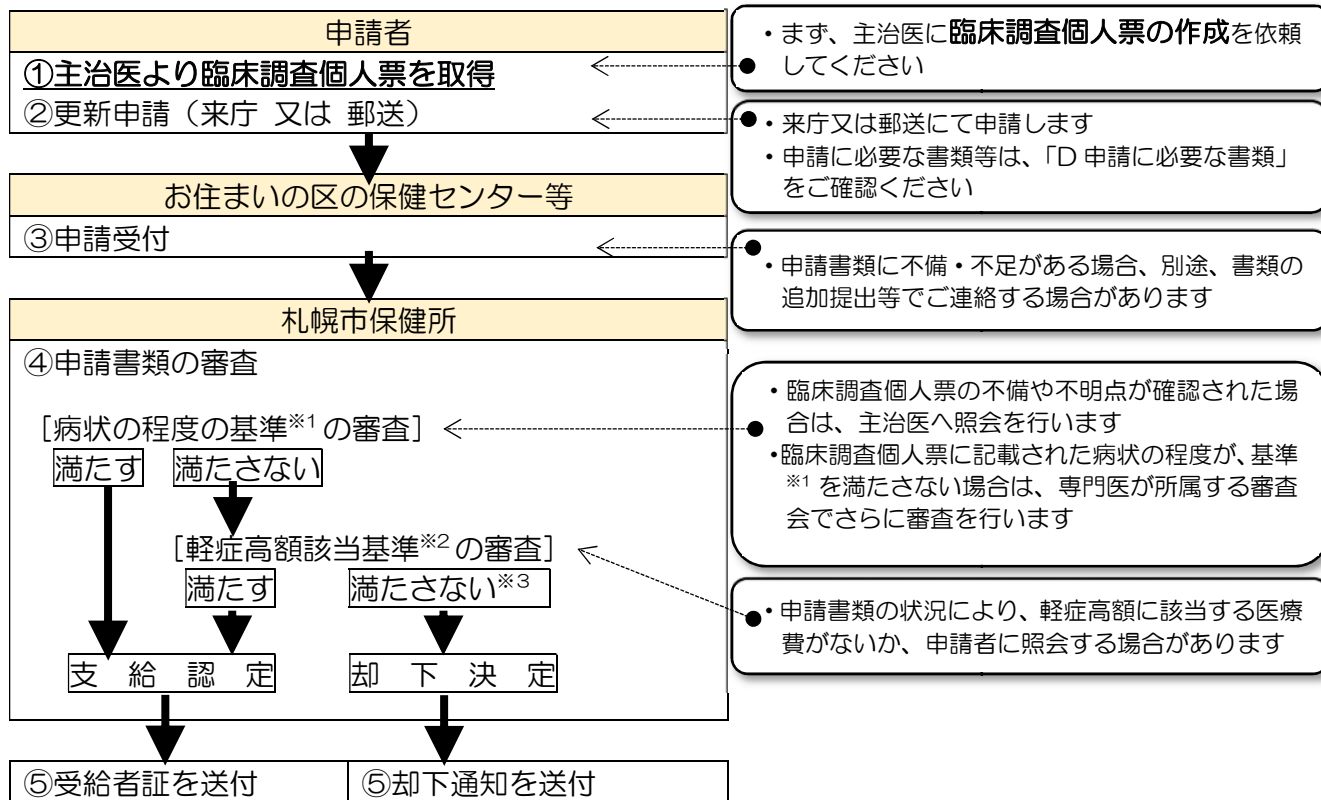 申請者
①主治医より臨床調査個人票を取得
②更新申請（来庁 又は 郵送）
お住まいの区の保健センター等
③申請受付
札幌市保健所
④申請書類の審査
［病状の程度の基準※1 の審査］
満たす 満たさない
［軽症高額該当基準※2 の審査］
満たす 満たさない※3
支 給 認 定 却 下 決 定
⑤受給者証を送付 ⑤却下通知を送付
・まず、主治医に臨床調査個人票の作成を依頼
してください
・来庁又は郵送にて申請します
・申請に必要な書類等は、「D 申請に必要な書類」
をご確認ください
・申請書類に不備・不足がある場合、別途、書類の
追加提出等でご連絡する場合があります
・臨床調査個人票の不備や不明点が確認された場
合は、主治医へ照会を行います
・臨床調査個人票に記載された病状の程度が、基準
※1 を満たさない場合は、専門医が所属する審査
会でさらに審査を行います
・申請書類の状況により、軽症高額に該当する医療
費がないか、申請者に照会する場合があります